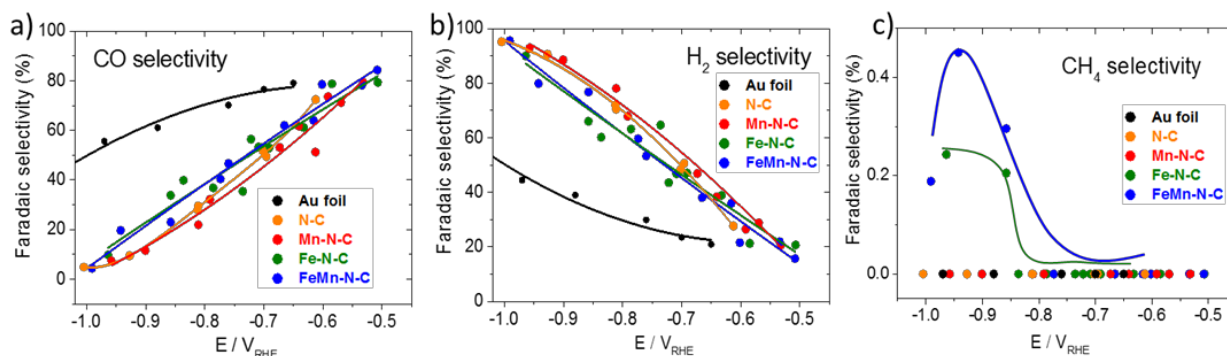 a)
CO selectivity
Faradaic selectivity (%)
100
80
60
40
20
0
Au foil
N-C
Mn-N-C
Fe-N-C
FeMn-N-C
-1.0 -0.9 -0.8 -0.7 -0.6 -0.5
E / V_RHE
b)
H₂ selectivity
Faradaic selectivity (%)
100
80
60
40
20
0
Au foil
N-C
Mn-N-C
Fe-N-C
FeMn-N-C
-1.0 -0.9 -0.8 -0.7 -0.6 -0.5
E / V_RHE
c)
CH₄ selectivity
Faradaic selectivity (%)
0.4
0.2
0.0
Au foil
N-C
Mn-N-C
Fe-N-C
FeMn-N-C
-1.0 -0.9 -0.8 -0.7 -0.6 -0.5
E / V_RHE